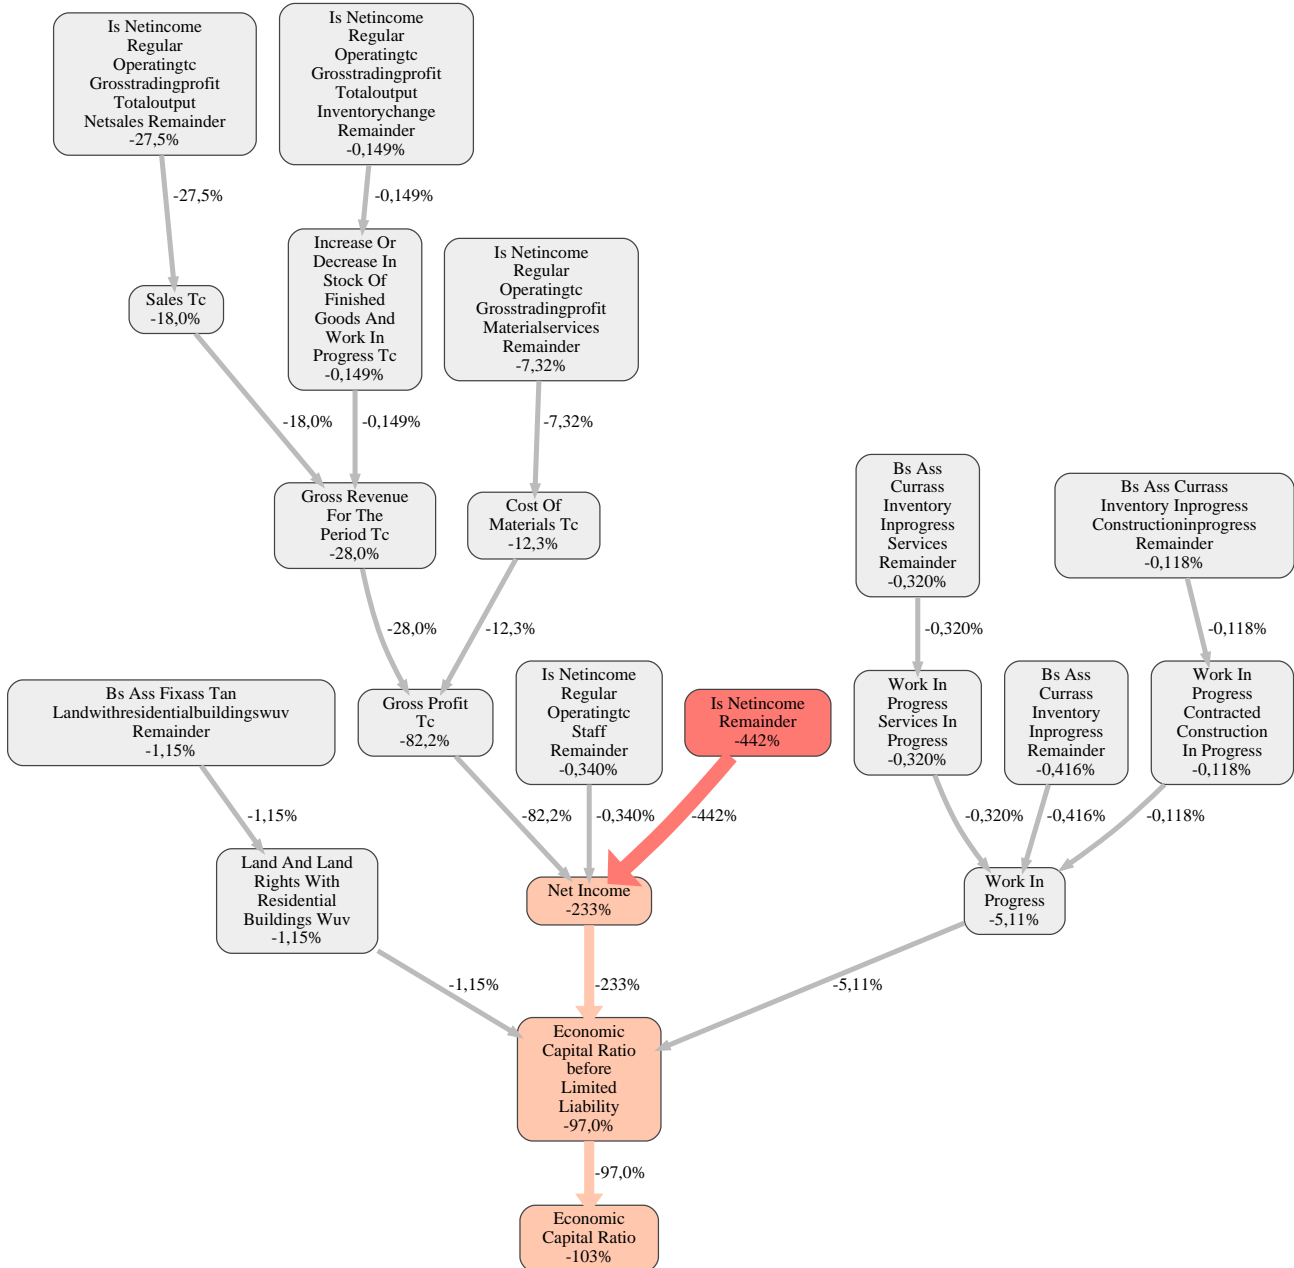 Is Netincome
Regular
Operatingtc
Grosstradingprofit
Totaloutput
Netsales Remainder
-27,5%
Is Netincome
Regular
Operatingtc
Grosstradingprofit
Totaloutput
Inventorychange
Remainder
-0,149%
-27,5%
-0,149%
Sales Tc
-18,0%
Increase Or
Decrease In
Stock Of
Finished
Goods And
Work In
Progress Tc
-0,149%
Is Netincome
Regular
Operatingtc
Grosstradingprofit
Materialservices
Remainder
-7,32%
-18,0%
-0,149%
-7,32%
Gross Revenue
For The
Period Tc
-28,0%
Cost Of
Materials Tc
-12,3%
Bs Ass
Currass
Inventory
Inprogress
Services
Remainder
-0,320%
Bs Ass Currass
Inventory Inprogress
Constructioninprogress
Remainder
-0,118%
-28,0%
-12,3%
-0,320%
-0,118%
Bs Ass Fixass Tan
Landwithresidentialbuildingswuv
Remainder
-1,15%
Gross Profit
Tc
-82,2%
Is Netincome
Regular
Operatingtc
Staff
Remainder
-0,340%
Is Netincome
Remainder
-442%
Work In
Progress
Services In
Progress
-0,320%
Bs Ass
Currass
Inventory
Inprogress
Remainder
-0,416%
Work In
Progress
Contracted
Construction
In Progress
-0,118%
-1,15%
-82,2%
-0,340%
-442%
-0,320%
-0,416%
-0,118%
Land And Land
Rights With
Residential
Buildings Wuv
-1,15%
Net Income
-233%
Work In
Progress
-5,11%
-1,15%
-233%
-5,11%
Economic
Capital Ratio
before
Limited
Liability
-97,0%
-97,0%
Economic
Capital Ratio
-103%